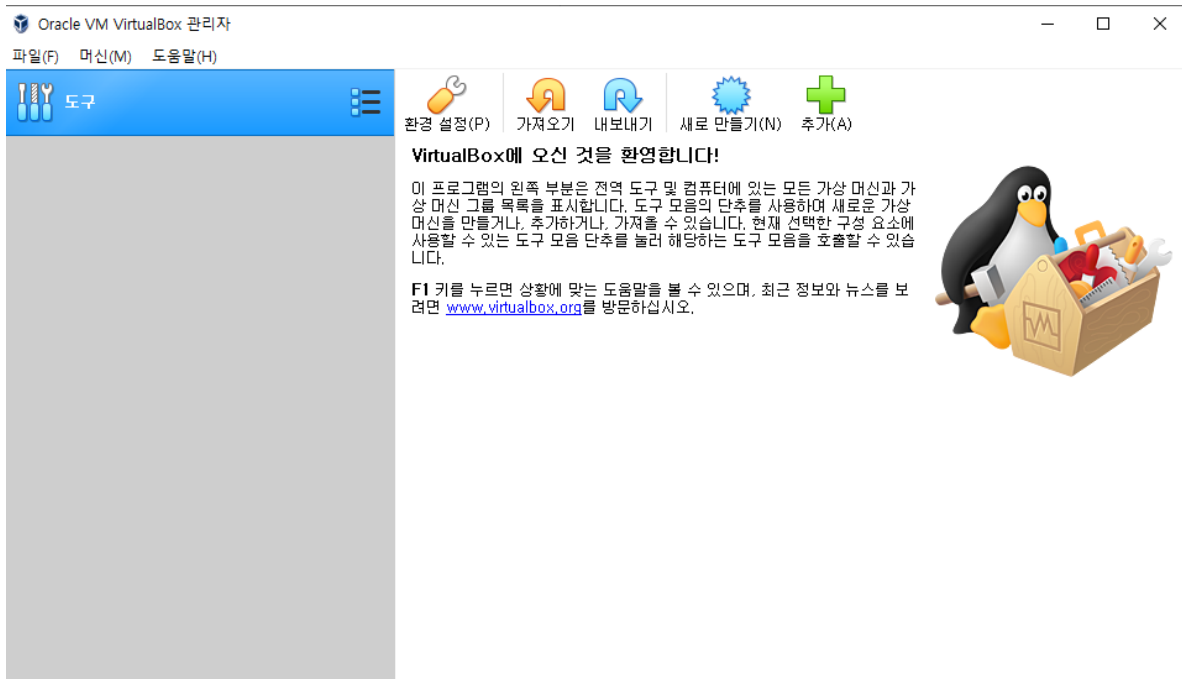 Oracle VM VirtualBox 관리자
파일(F) 머신(M) 도움말(H)
도구
환경 설정(P) 가져오기 내보내기 새로 만들기(N) 추가(A)
VirtualBox에 오신 것을 환영합니다!
이 프로그램의 왼쪽 부분은 전역 도구 및 컴퓨터에 있는 모든 가상 머신과 가
상 머신 그룹 목록을 표시합니다. 도구 모음의 단추를 사용하여 새로운 가상
머신을 만들거나, 추가하거나, 가져올 수 있습니다. 현재 선택한 구성 요소에
사용할 수 있는 도구 모음 단추를 눌러 해당하는 도구 모음을 호출할 수 있습
니다.
F1 키를 누르면 상황에 맞는 도움말을 볼 수 있으며, 최근 정보와 뉴스를 보
려면 www.virtualbox.org를 방문하십시오.